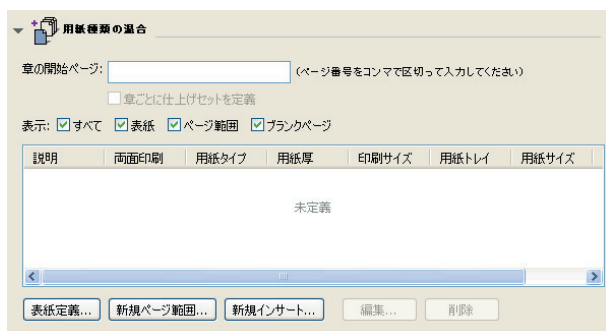 用紙種類の混合
章の開始ページ: (ページ番号をコンマで区切って入力してください)
章ごとに仕上げセットを定義
表示: すべて 表紙 ページ範囲 ブランクページ
説明 両面印刷 用紙タイプ 用紙厚 印刷サイズ 用紙トレイ 用紙サイズ
未定義
表紙定義... 新規ページ範囲... 新規インサート... 編集... 削除